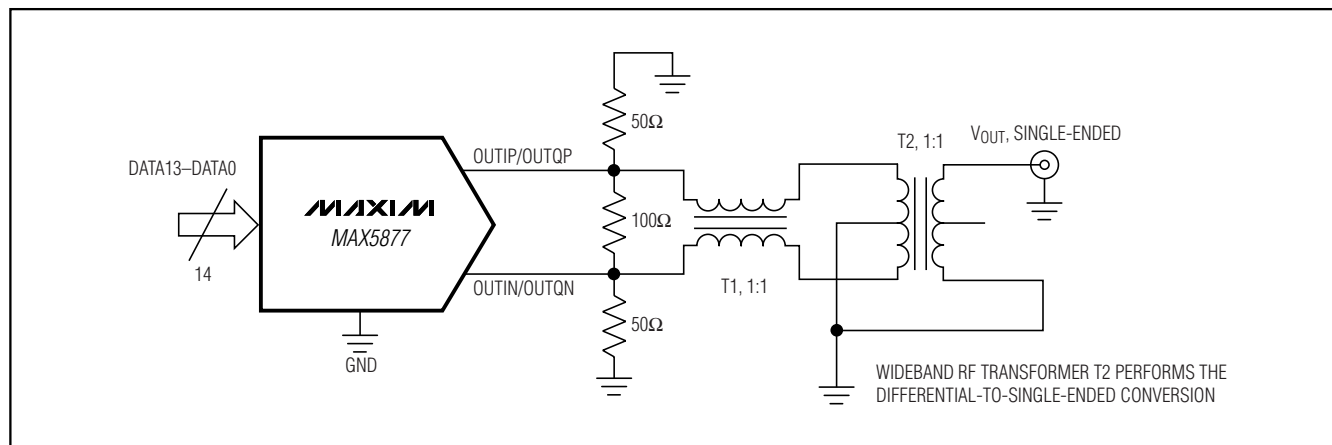 50Ω
V_OUT, SINGLE-ENDED
T2, 1:1
OUTIP/OUTQP
DATA13–DATA0
MAXIM
MAX5877
100Ω
14
T1, 1:1
OUTIN/OUTQN
50Ω
GND
WIDEBAND RF TRANSFORMER T2 PERFORMS THE
DIFFERENTIAL-TO-SINGLE-ENDED CONVERSION